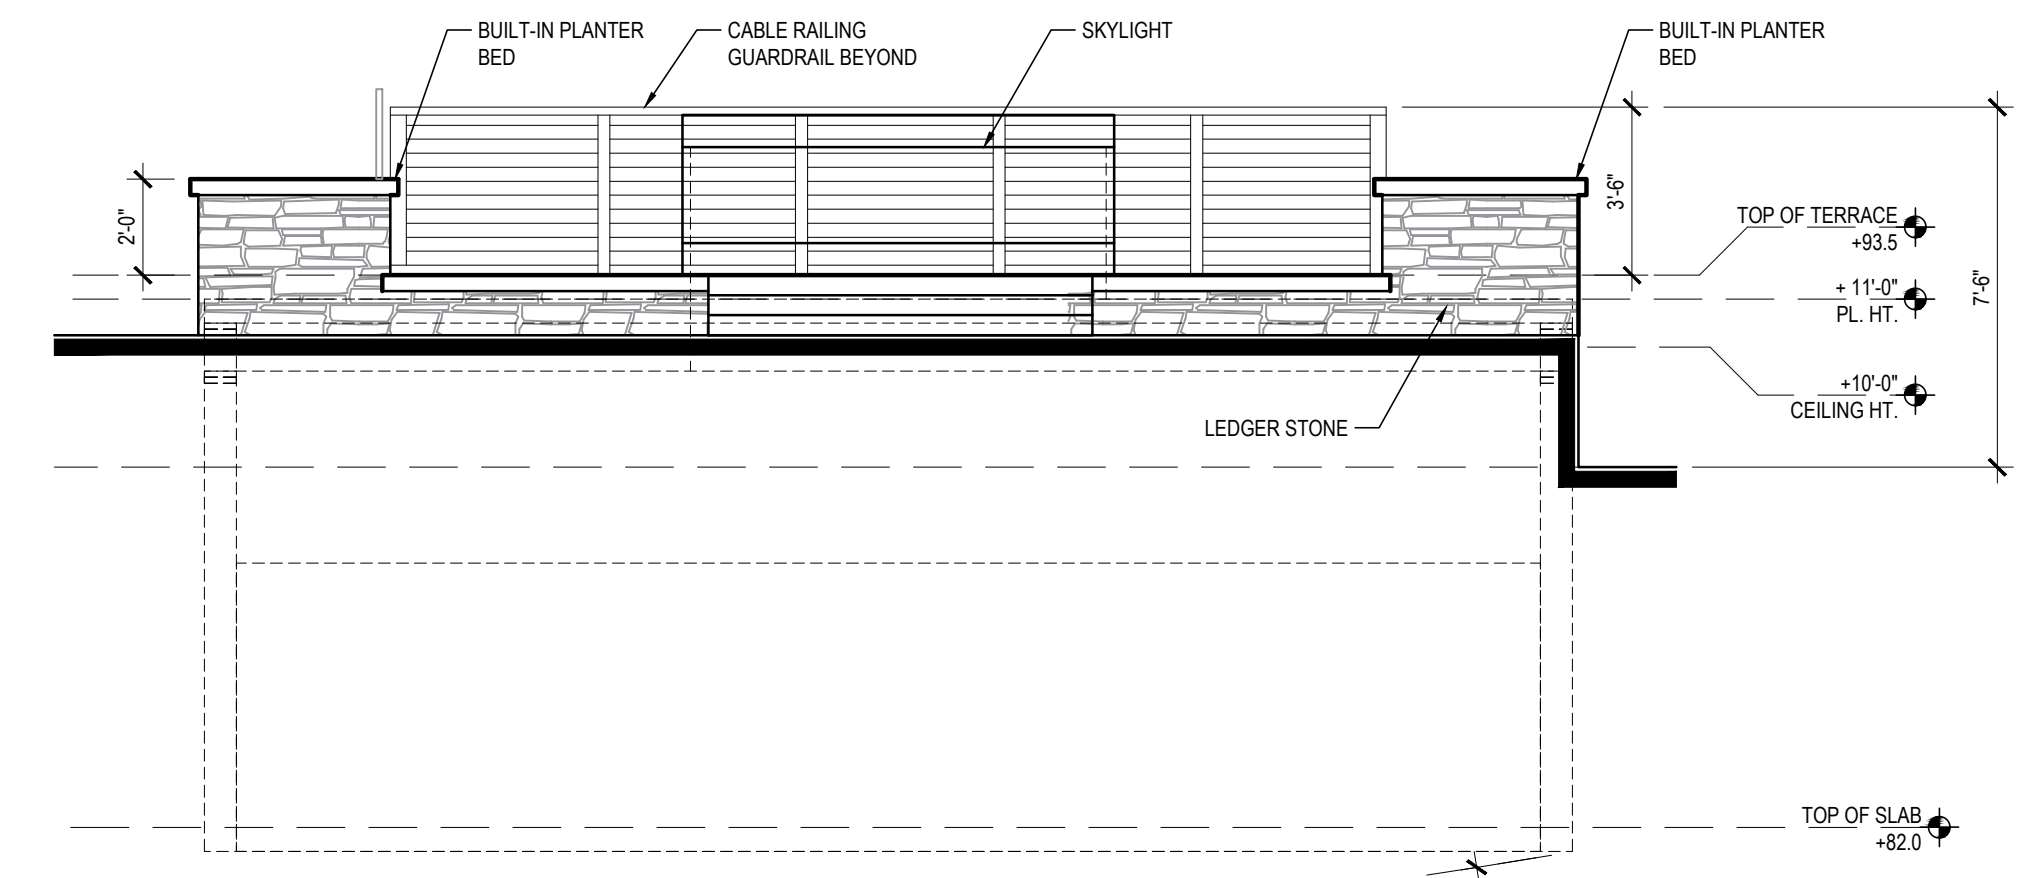 BUILT-IN PLANTER
BED
CABLE RAILING
GUARDRAIL BEYOND
SKYLIGHT
BUILT-IN PLANTER
BED
2'-0"
3'-6"
7'-6"
TOP OF TERRACE
+93.5
+ 11'-0"
PL. HT.
+10'-0"
CEILING HT.
LEDGER STONE
TOP OF SLAB
+82.0